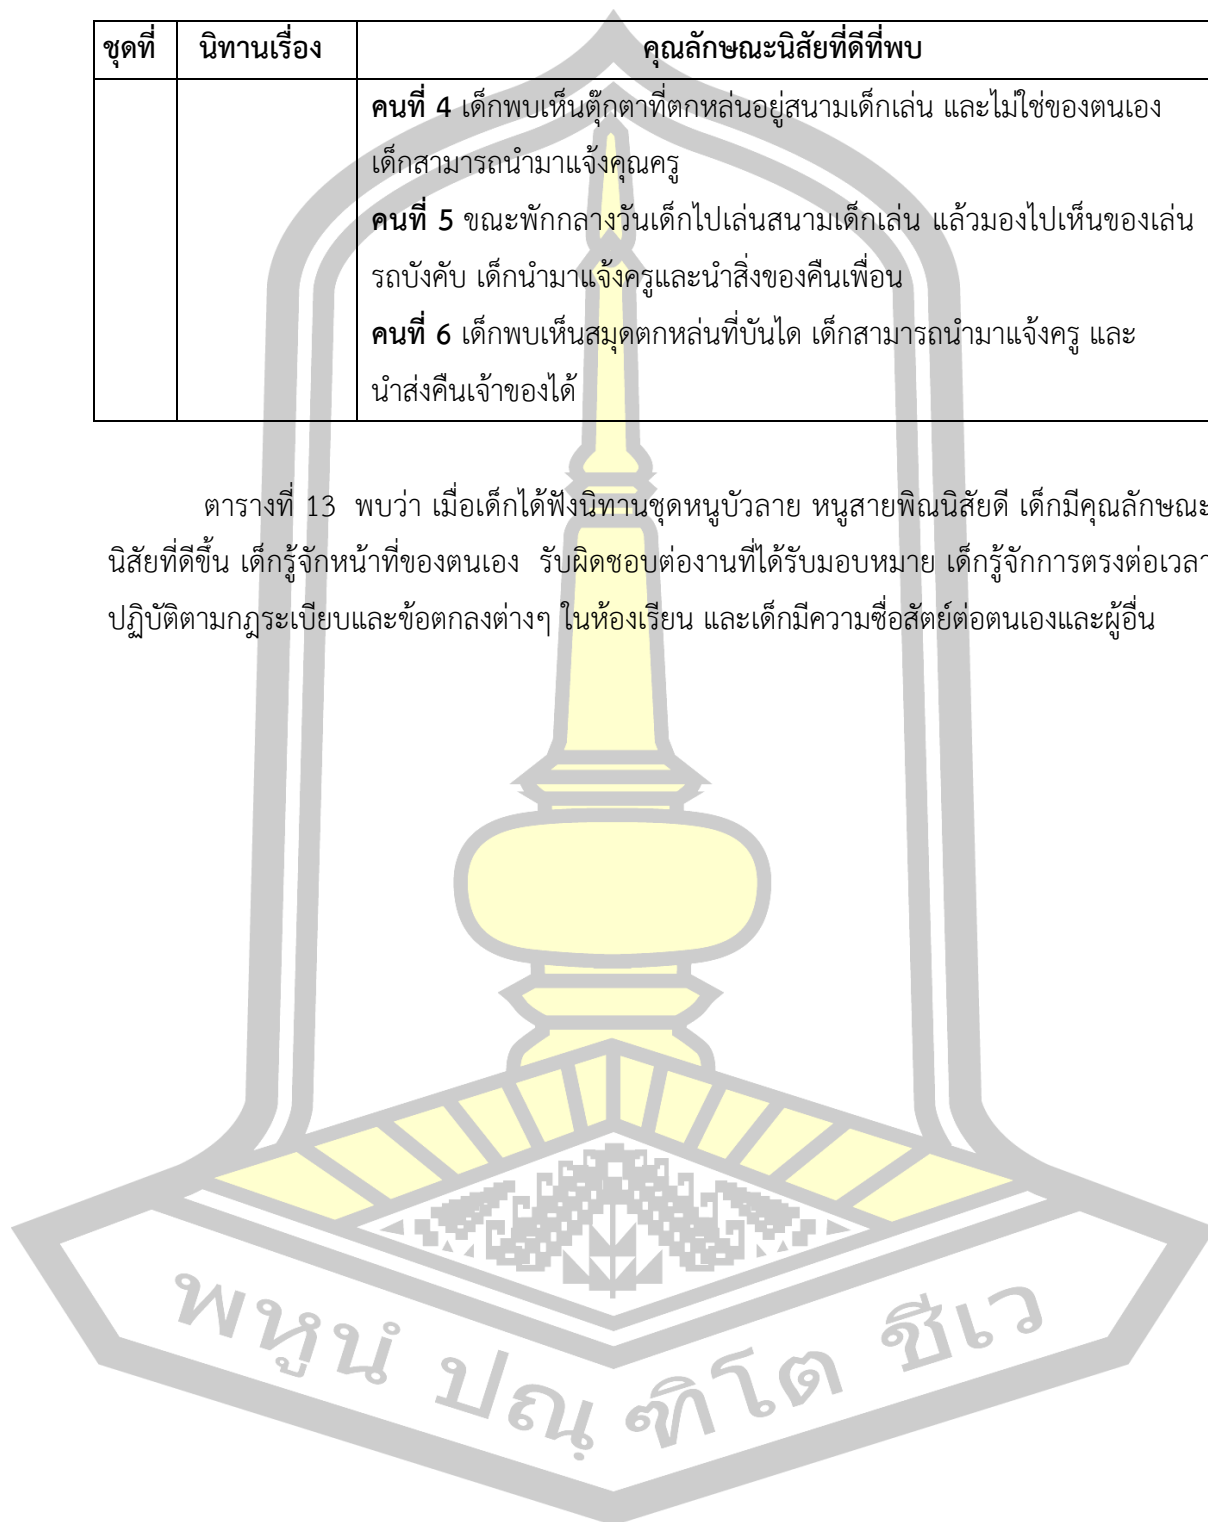 ชุดที่ นิทานเรื่อง คุณลักษณะนิสัยที่ดีที่พบ
คนที่ 4 เด็กพบเห็นตุ๊กตาที่ตกหล่นอยู่สนามเด็กเล่น และไม่ใช่ของตนเอง
เด็กสามารถนำมาแจ้งคุณครู
คนที่ 5 ขณะพักกลางวันเด็กไปเล่นสนามเด็กเล่น แล้วมองไปเห็นของเล่น
รถบังคับ เด็กนำมาแจ้งครูและนำสิ่งของคืนเพื่อน
คนที่ 6 เด็กพบเห็นสมุดตกหล่นที่บันได เด็กสามารถนำมาแจ้งครู และ
นำส่งคืนเจ้าของได้
ตารางที่ 13 พบว่า เมื่อเด็กได้ฟังนิทานชุดหนูบัวลาย หนูสายพิณนิสัยดี เด็กมีคุณลักษณะ
นิสัยที่ดีขึ้น เด็กรู้จักหน้าที่ของตนเอง รับผิดชอบต่องานที่ได้รับมอบหมาย เด็กรู้จักการตรงต่อเวลา
ปฏิบัติตามกฎระเบียบและข้อตกลงต่างๆ ในห้องเรียน และเด็กมีความซื่อสัตย์ต่อตนเองและผู้อื่น
พหูนํ ปณฺฑิโต ชีเว